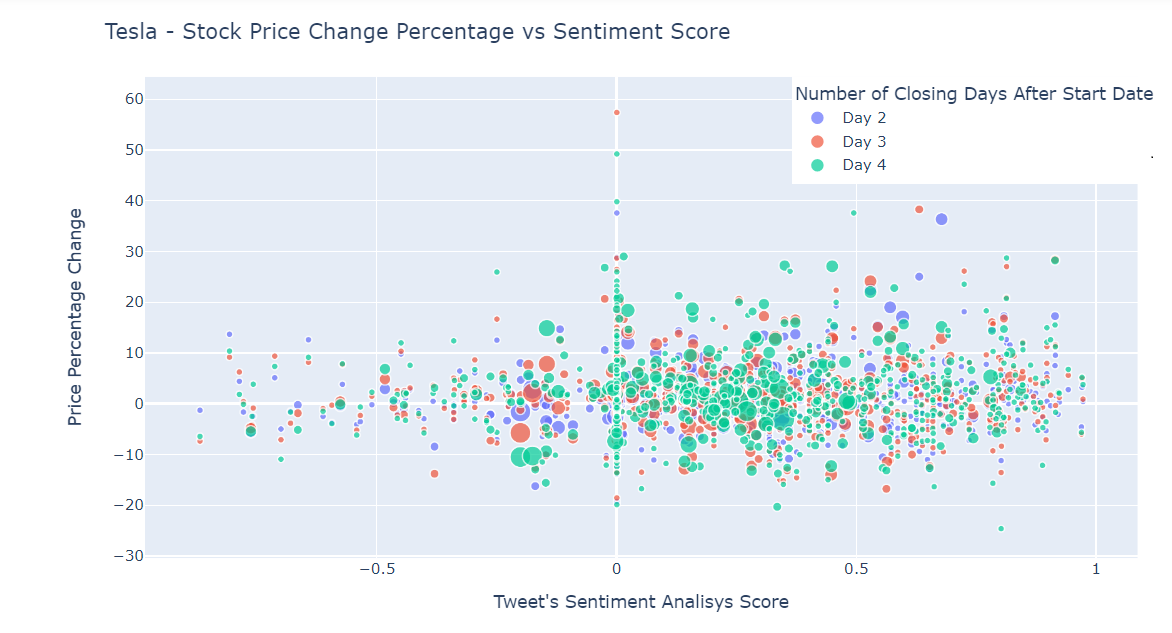 Tesla - Stock Price Change Percentage vs Sentiment Score
Number of Closing Days After Start Date
Day 2
Day 3
Day 4
60
50
40
30
20
10
0
−10
−20
−30
Price Percentage Change
−0.5
0
0.5
1
Tweet's Sentiment Analisys Score